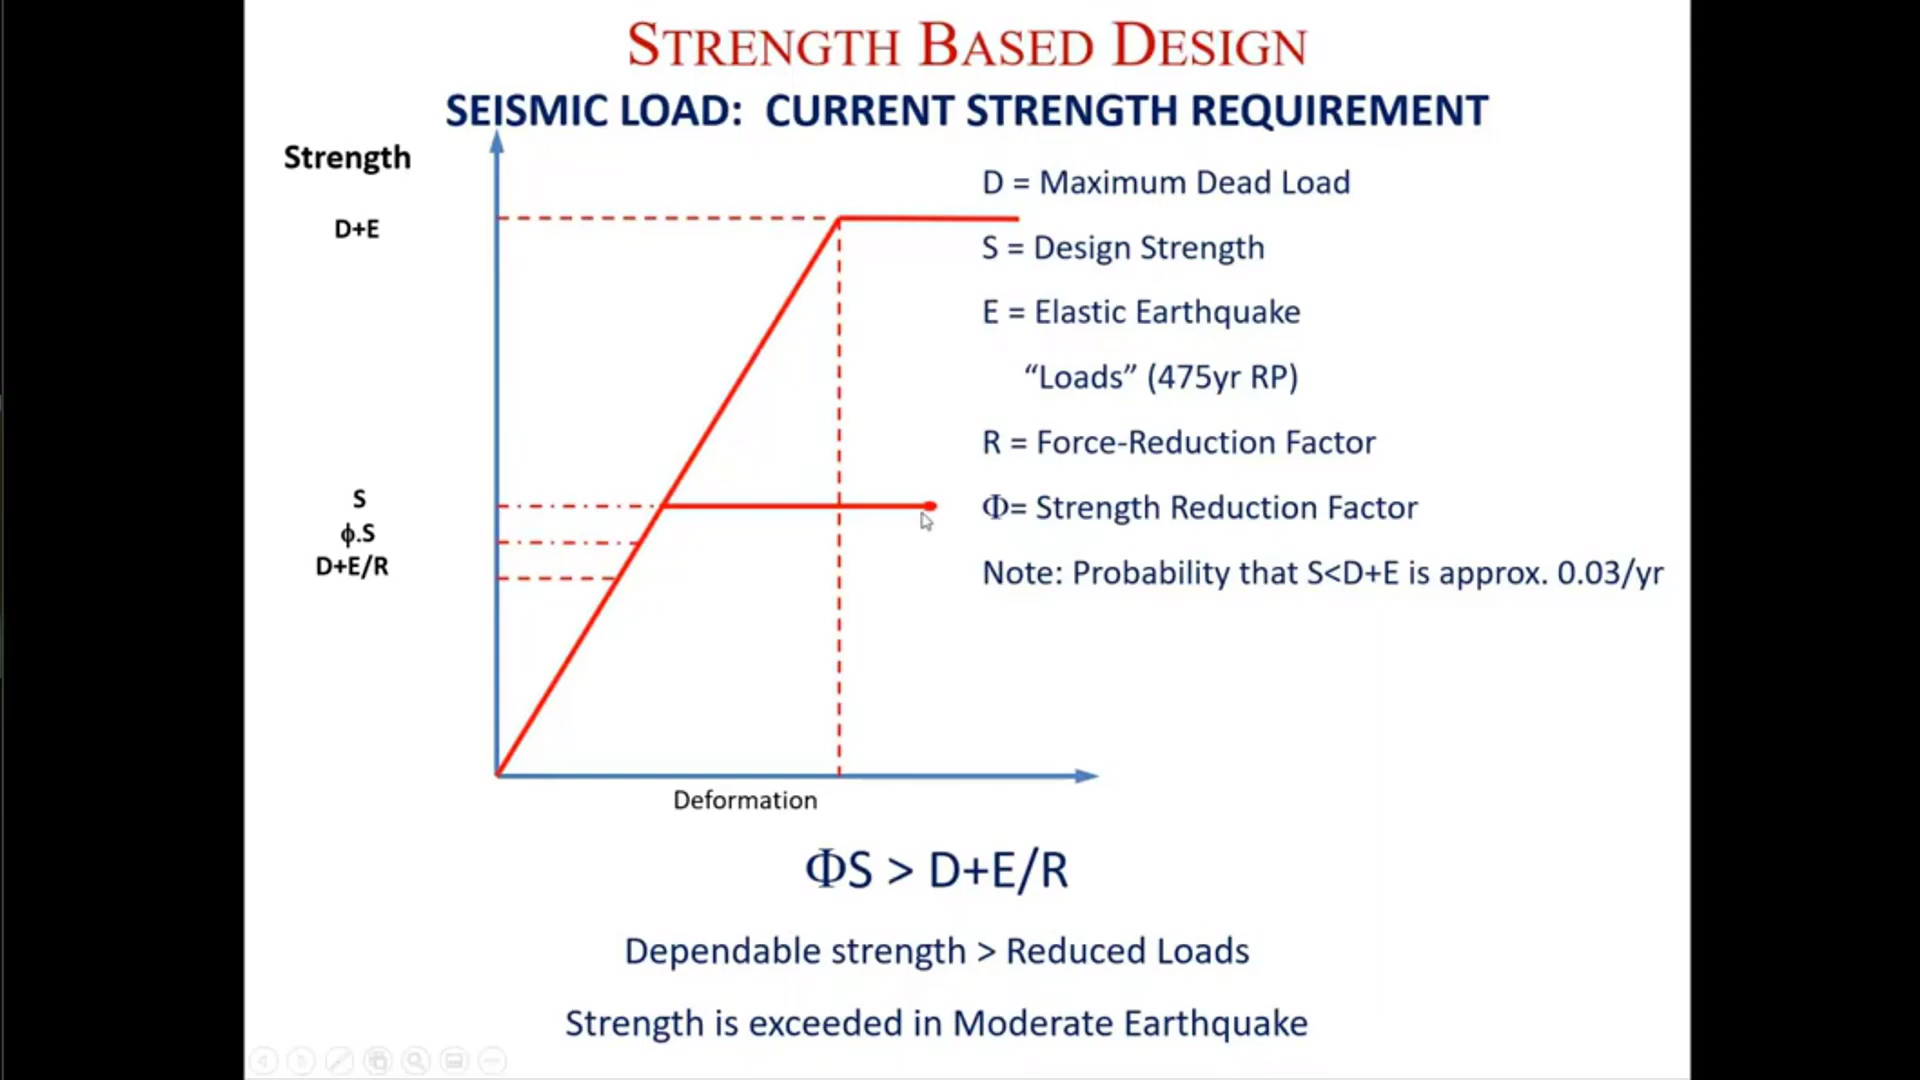 STRENGTH BASED DESIGN
SEISMIC LOAD: CURRENT STRENGTH REQUIREMENT
Strength
D+E
S
ϕ.S
D+E/R
Deformation
D = Maximum Dead Load
S = Design Strength
E = Elastic Earthquake
“Loads” (475yr RP)
R = Force-Reduction Factor
Φ= Strength Reduction Factor
Note: Probability that S<D+E is approx. 0.03/yr
ΦS > D+E/R
Dependable strength > Reduced Loads
Strength is exceeded in Moderate Earthquake